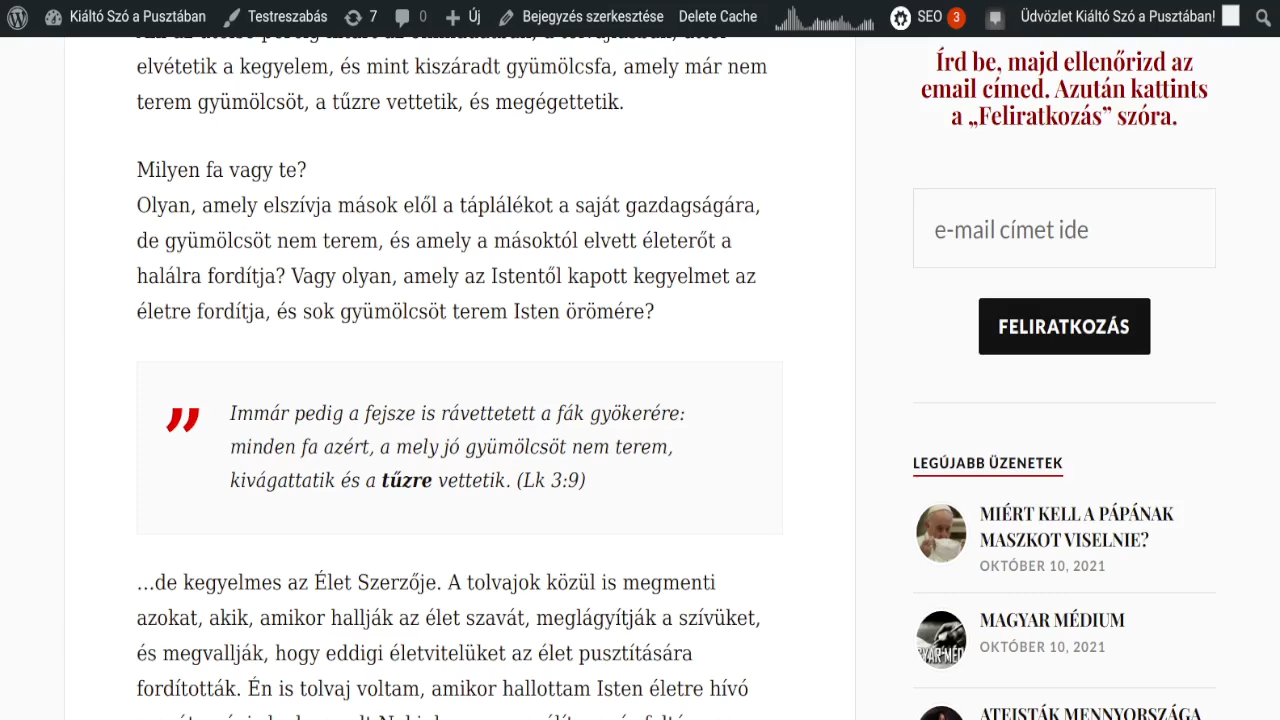 Kiáltó Szó a Pusztában Testreszabás 7 0 Új Bejegyzés szerkesztése Delete Cache SEO 3 Üdvözlet Kiáltó Szó a Pusztában!
elvétetik a kegyelem, és mint kiszáradt gyümölcsfa, amely már nem
terem gyümölcsöt, a tűzre vettetik, és megégettetik.
Milyen fa vagy te?
Olyan, amely elszívja mások elől a táplálékot a saját gazdagságára,
de gyümölcsöt nem terem, és amely a másoktól elvett életerőt a
halálra fordítja? Vagy olyan, amely az Istentől kapott kegyelmet az
életre fordítja, és sok gyümölcsöt terem Isten örömére?
” Immár pedig a fejsze is rávettetett a fák gyökerére:
minden fa azért, a mely jó gyümölcsöt nem terem,
kivágattatik és a tűzre vettetik. (Lk 3:9)
…de kegyelmes az Élet Szerzője. A tolvajok közül is megmenti
azokat, akik, amikor hallják az élet szavát, meglágyítják a szívüket,
és megvallják, hogy eddigi életvitelüket az élet pusztítására
fordították. Én is tolvaj voltam, amikor hallottam Isten életre hívó
Írd be, majd ellenőrizd az
email címed. Azután kattints
a „Feliratkozás” szóra.
e-mail címet ide
FELIRATKOZÁS
LEGÚJABB ÜZENETEK
MIÉRT KELL A PÁPÁNAK
MASZKOT VISELNIE?
OKTÓBER 10, 2021
MAGYAR MÉDIUM
OKTÓBER 10, 2021
ATEISTÁK MENNYORSZÁGA